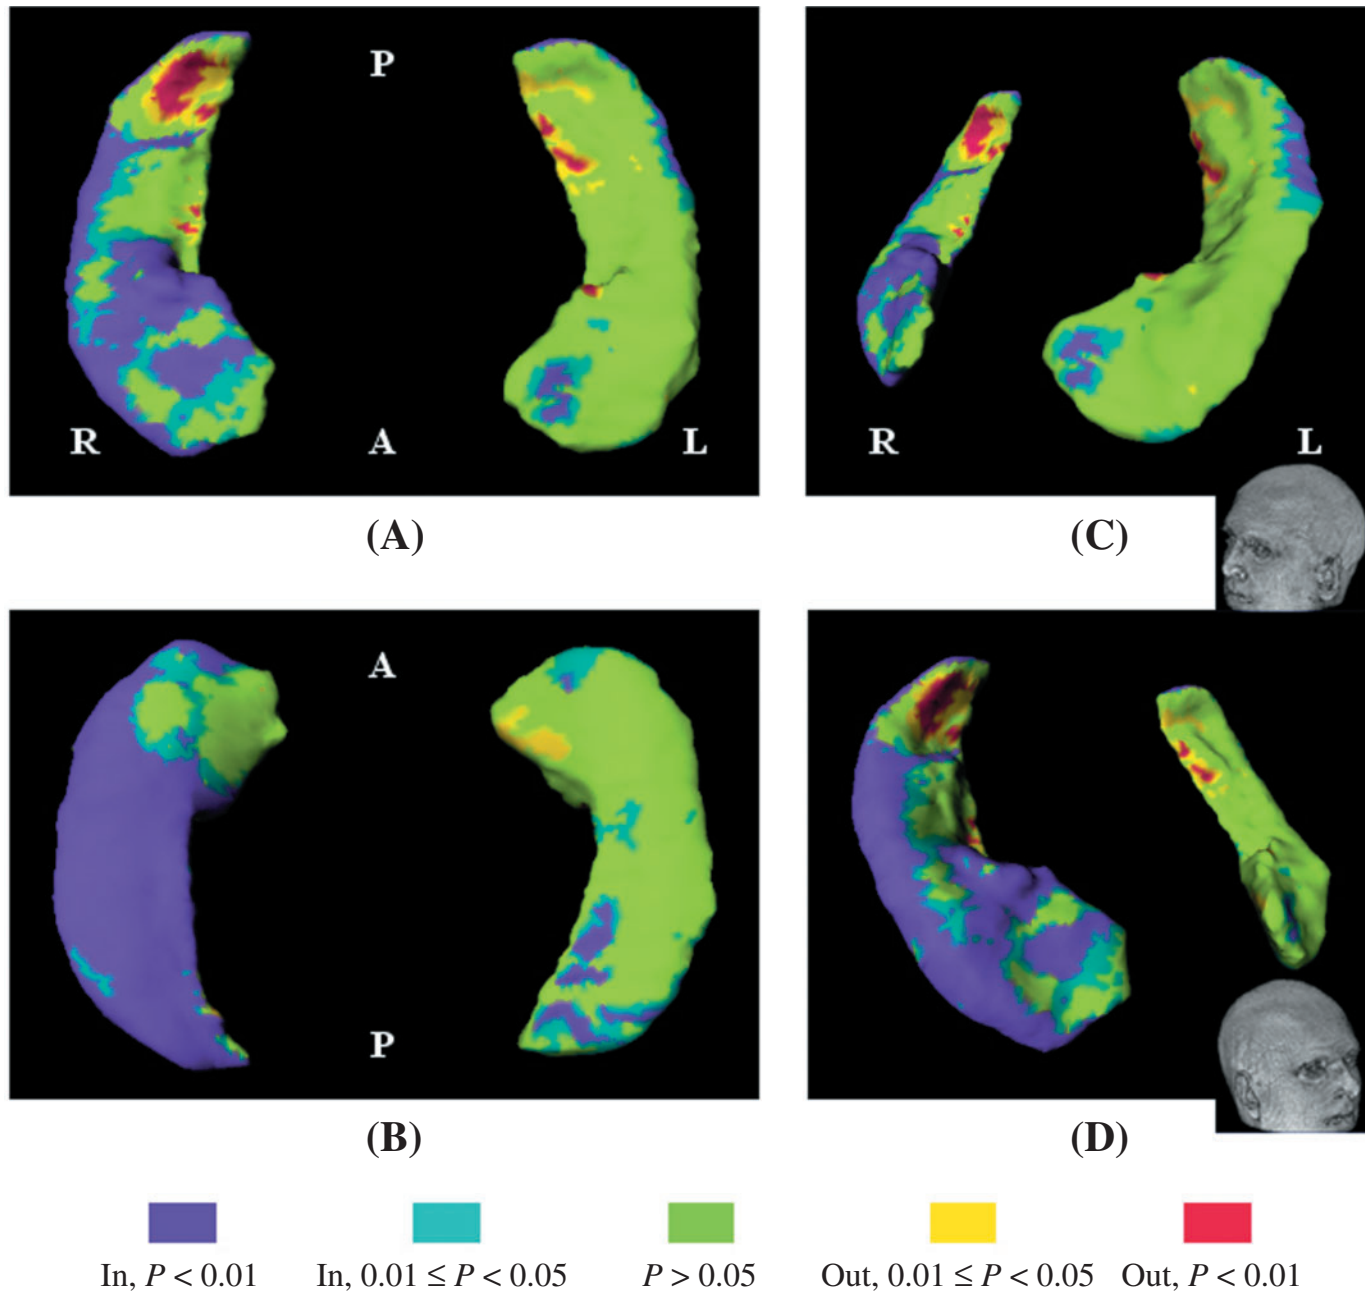 P
R A L
(A)
R L
(C)
A
P
(B)
(D)
In, P < 0.01
In, 0.01 ≤ P < 0.05
P > 0.05
Out, 0.01 ≤ P < 0.05
Out, P < 0.01